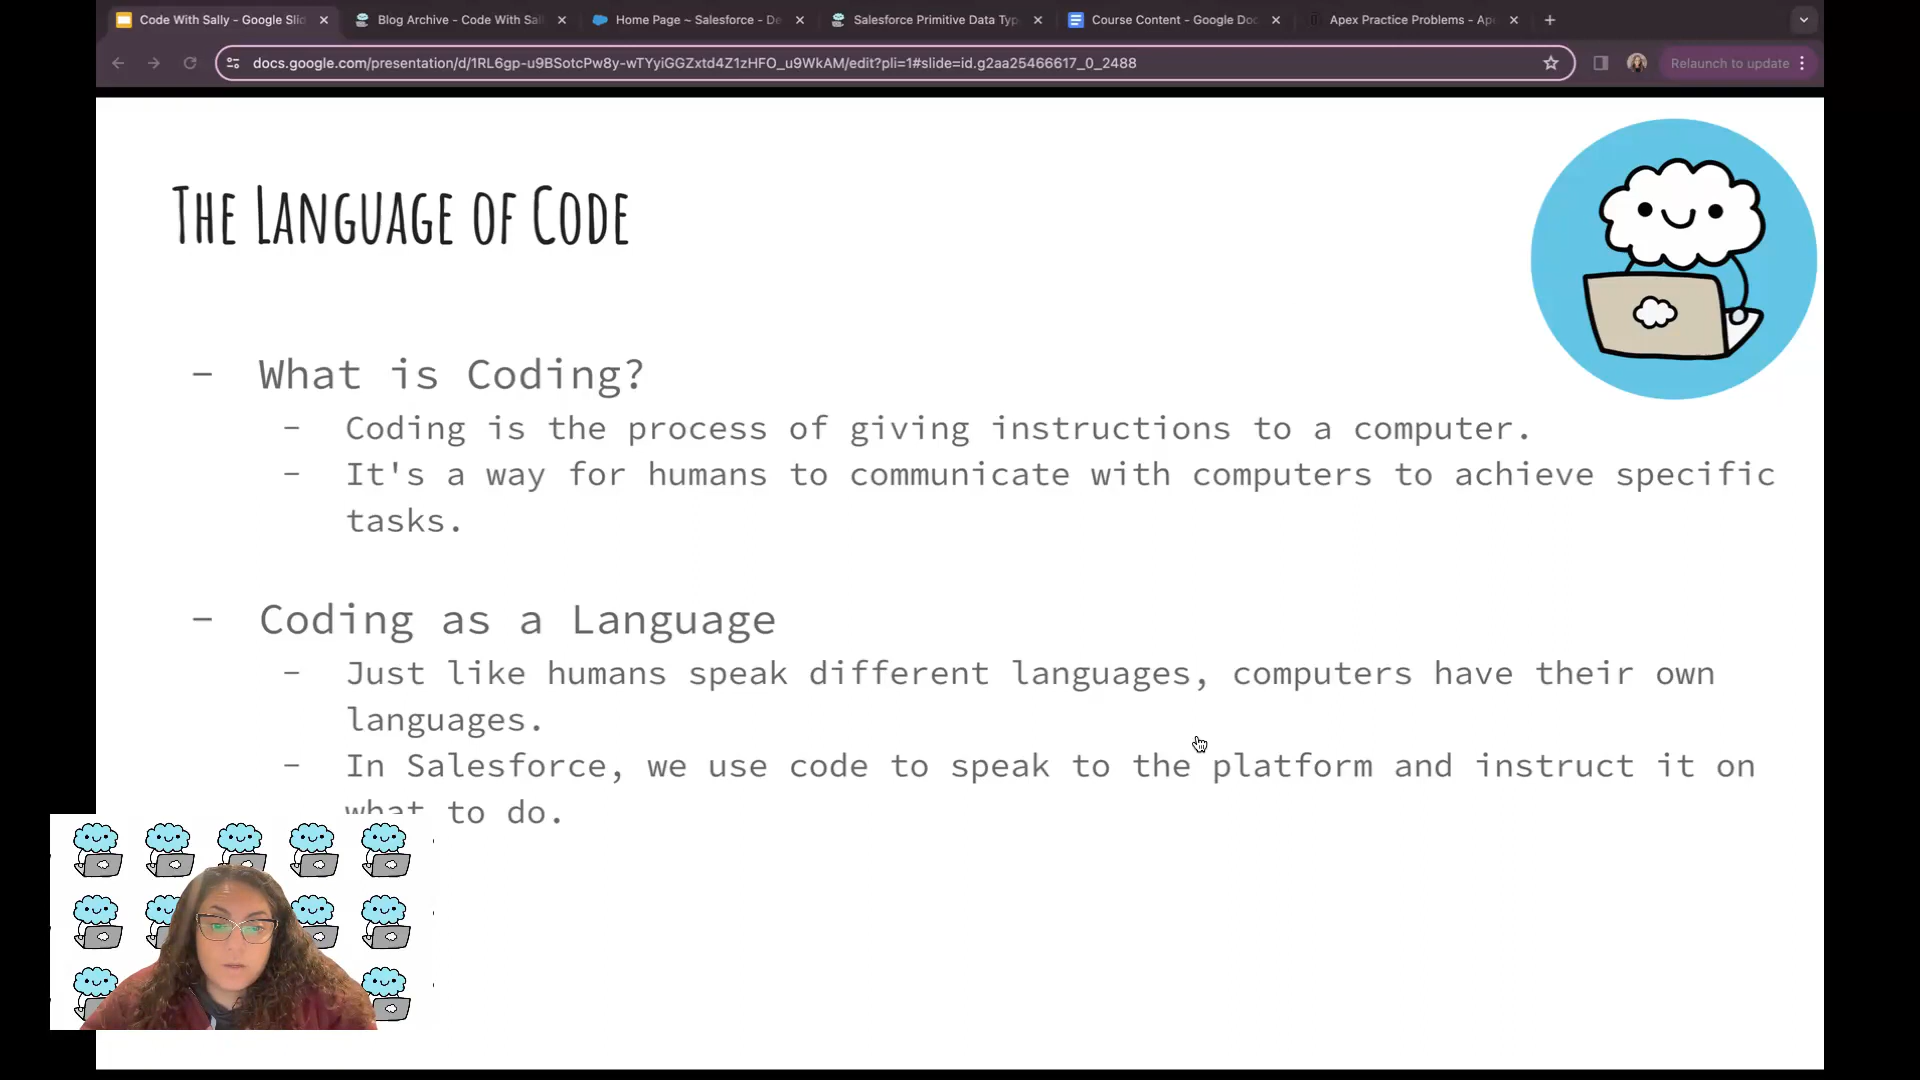 Code With Sally - Google Slid
Blog Archive - Code With Sal
Home Page ~ Salesforce - De
Salesforce Primitive Data Typ
Course Content - Google Doc
Apex Practice Problems - Ape
docs.google.com/presentation/d/1RL6gp-u9BSotcPw8y-wTYyiGGZxtd4Z1zHFO_u9WkAM/edit?pli=1#slide=id.g2aa25466617_0_2488
Relaunch to update
The Language of Code
- What is Coding?
- Coding is the process of giving instructions to a computer.
- It's a way for humans to communicate with computers to achieve specific
tasks.
- Coding as a Language
- Just like humans speak different languages, computers have their own
languages.
- In Salesforce, we use code to speak to the platform and instruct it on
what to do.